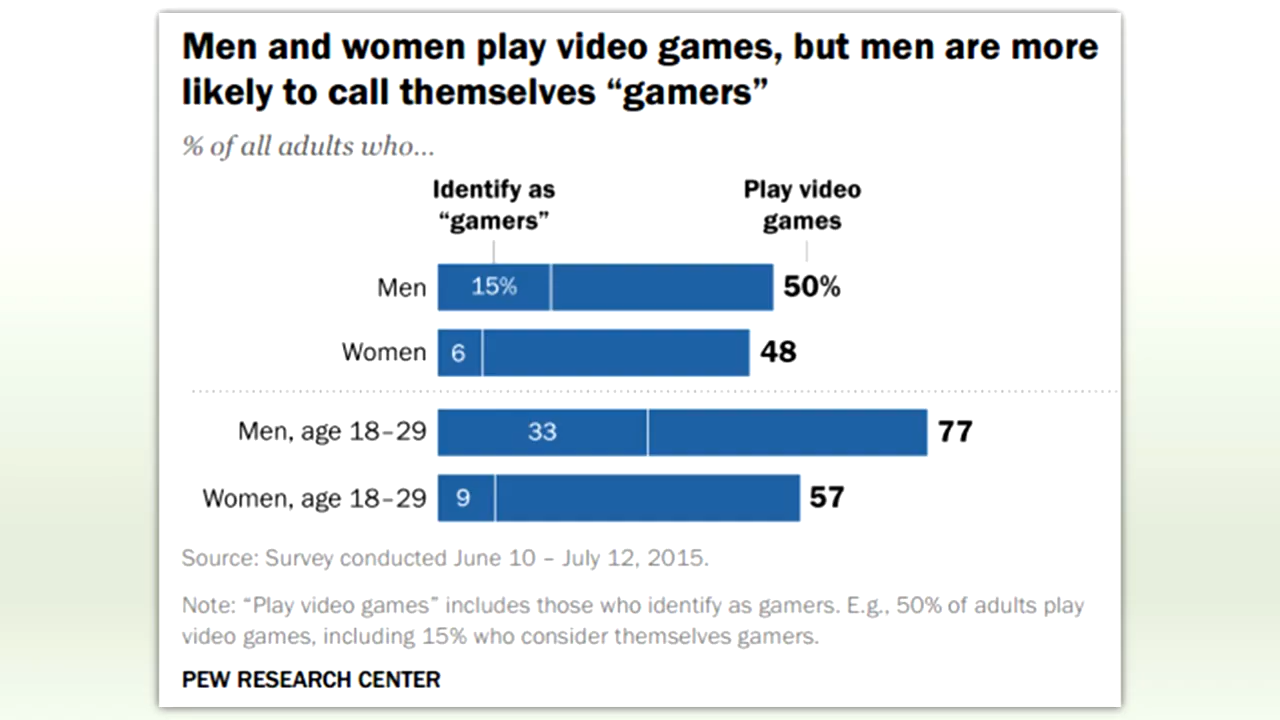 Men and women play video games, but men are more
likely to call themselves “gamers”
% of all adults who...
Identify as
“gamers”
Play video
games
Men 15% 50%
Women 6 48
Men, age 18–29 33 77
Women, age 18–29 9 57
Source: Survey conducted June 10 – July 12, 2015.
Note: “Play video games” includes those who identify as gamers. E.g., 50% of adults play
video games, including 15% who consider themselves gamers.
PEW RESEARCH CENTER